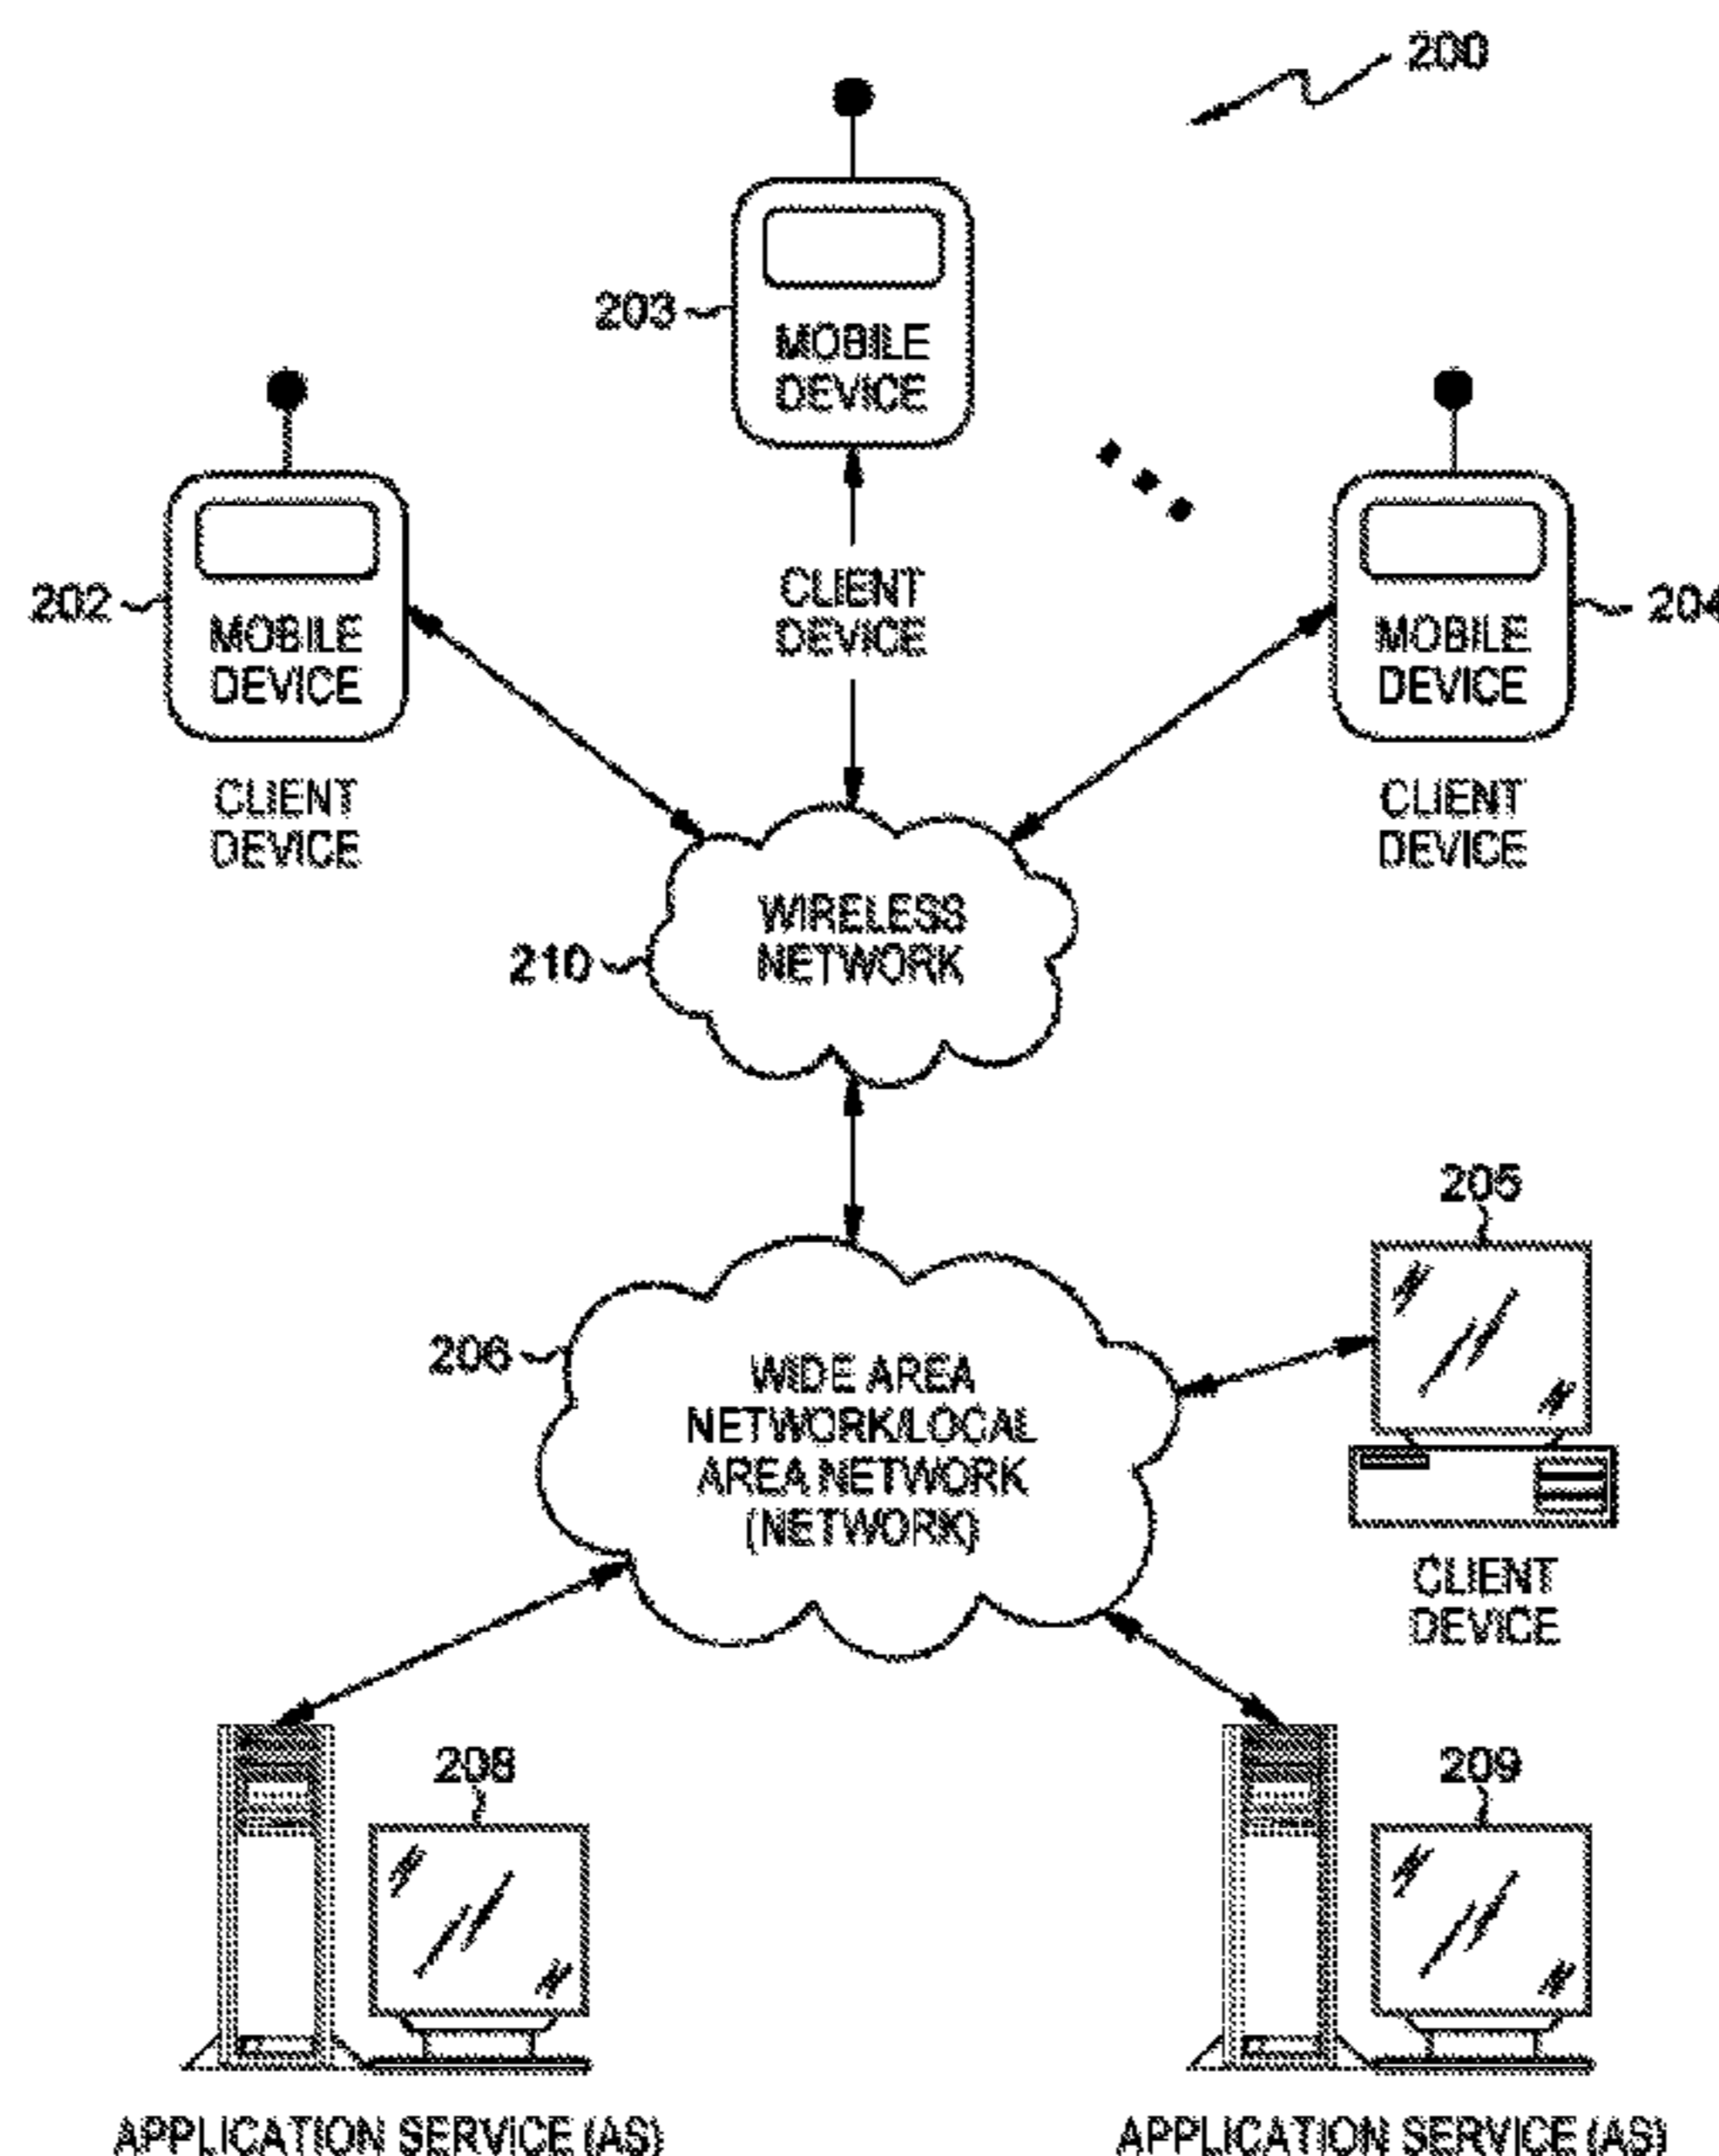 200
203
MOBILE
DEVICE
202
MOBILE
DEVICE
CLIENT
DEVICE
204
MOBILE
DEVICE
CLIENT
DEVICE
CLIENT
DEVICE
WIRELESS
NETWORK
210
205
206
WIDE AREA
NETWORK/LOCAL
AREA NETWORK
(NETWORK)
CLIENT
DEVICE
208
209
APPLICATION SERVICE (AS)
APPLICATION SERVICE (AS)